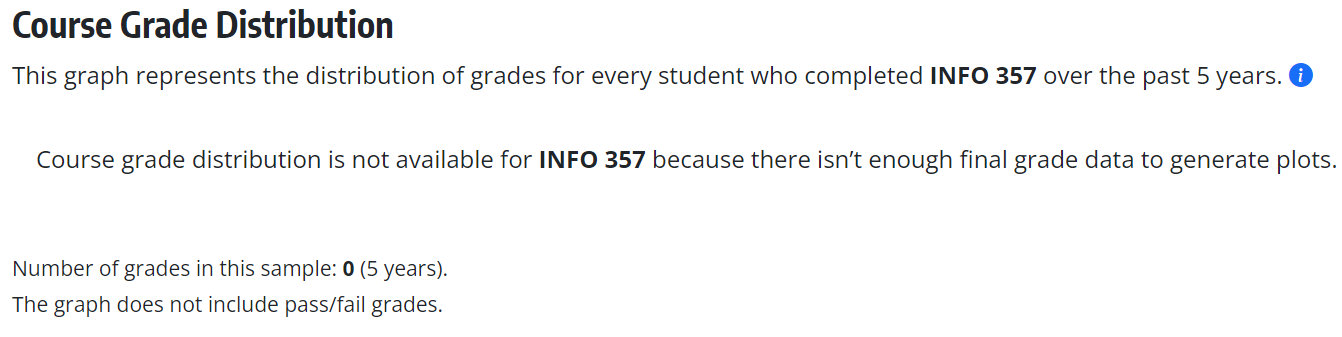 Course Grade Distribution
This graph represents the distribution of grades for every student who completed INFO 357 over the past 5 years. i
Course grade distribution is not available for INFO 357 because there isn’t enough final grade data to generate plots.
Number of grades in this sample: 0 (5 years).
The graph does not include pass/fail grades.